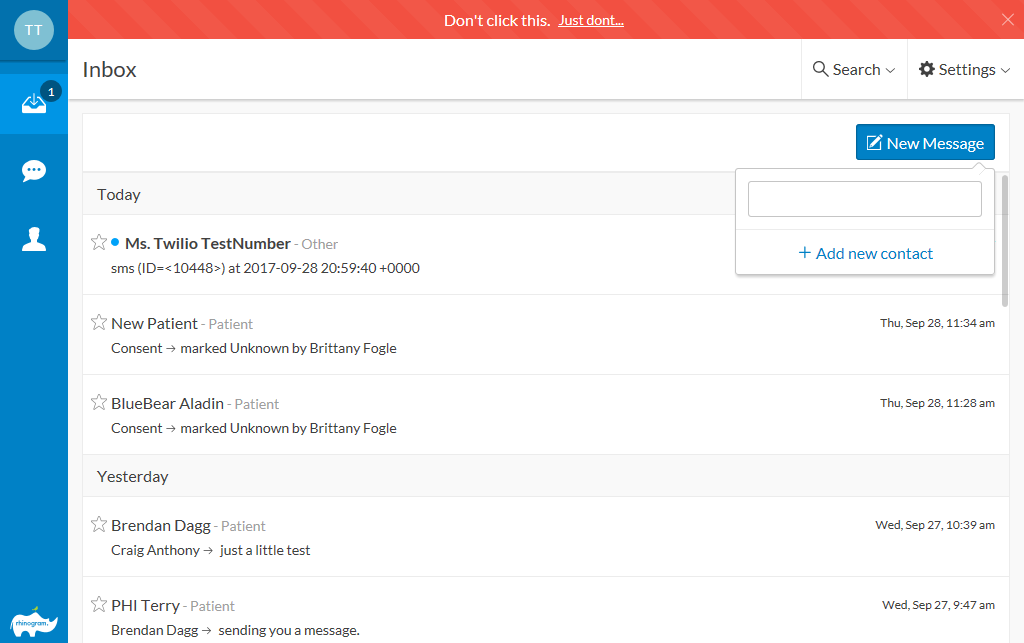 TT
Don't click this. Just dont...
1
Inbox
Search
Settings
New Message
Add new contact
Today
Ms. Twilio TestNumber - Other
sms (ID=<10448>) at 2017-09-28 20:59:40 +0000
New Patient - Patient
Thu, Sep 28, 11:34 am
Consent → marked Unknown by Brittany Fogle
BlueBear Aladin - Patient
Thu, Sep 28, 11:28 am
Consent → marked Unknown by Brittany Fogle
Yesterday
Brendan Dagg - Patient
Wed, Sep 27, 10:39 am
Craig Anthony → just a little test
PHI Terry - Patient
Wed, Sep 27, 9:47 am
Brendan Dagg → sending you a message.
rhinogram